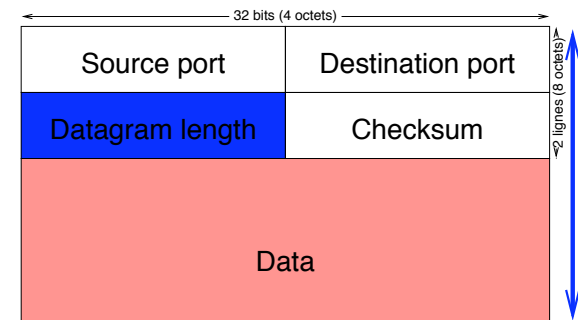 32 bits (4 octets)
Source port
Destination port
2 lignes (8 octets)
Datagram length
Checksum
Data